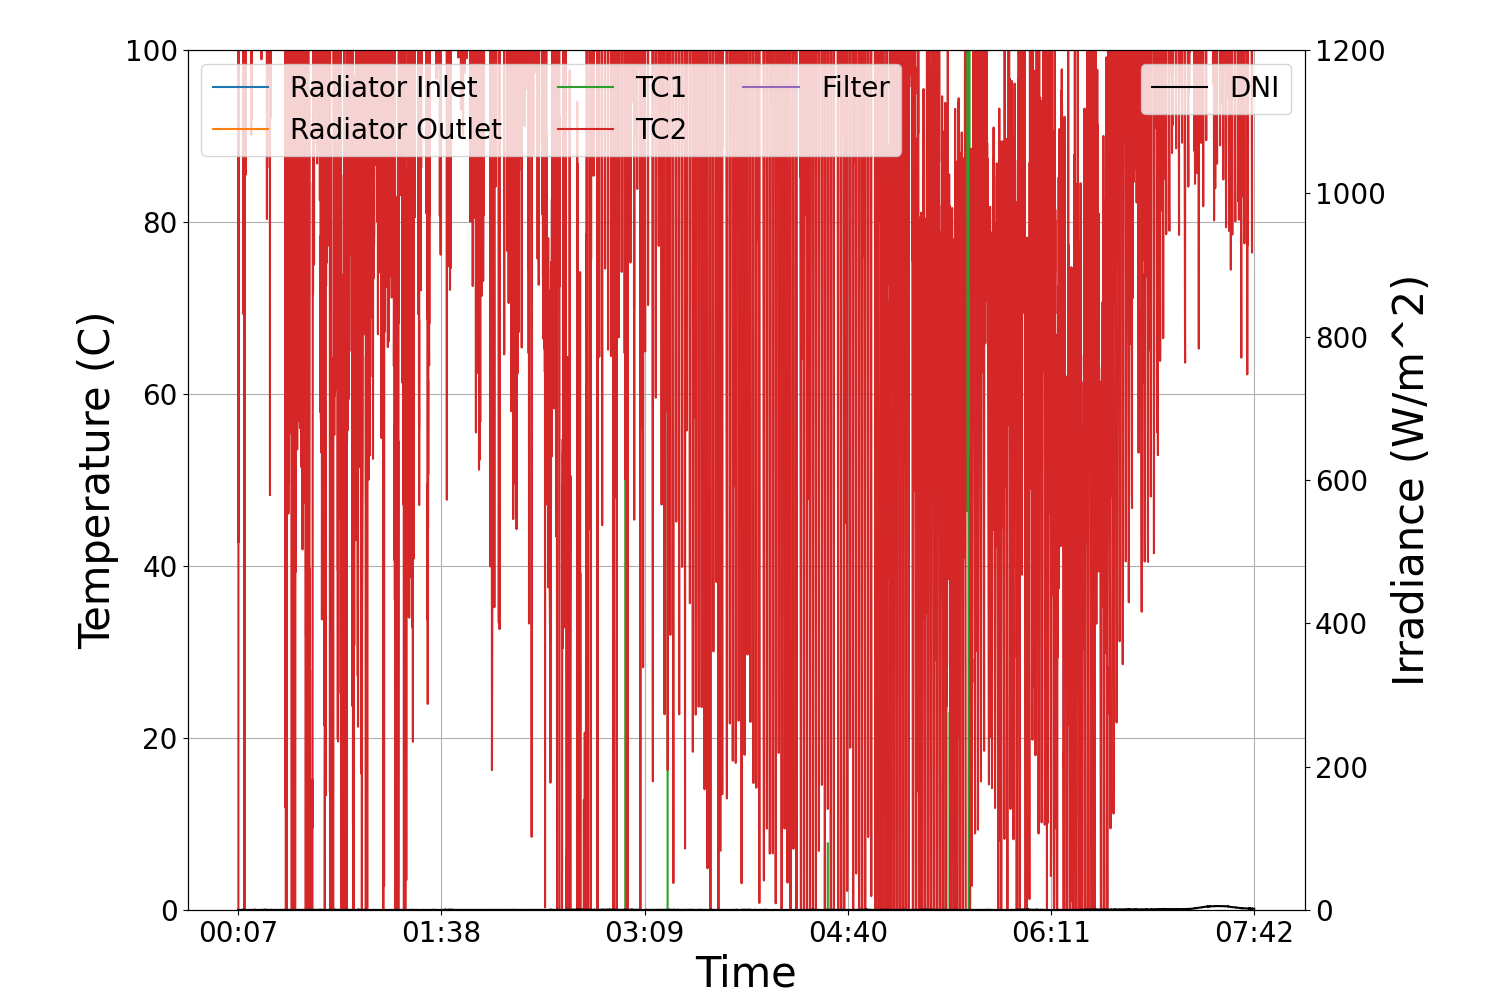 100
80
60
40
20
0
Temperature (C)
Radiator Inlet
Radiator Outlet
TC1
TC2
Filter
DNI
1200
1000
800
600
400
200
0
Irradiance (W/m^2)
00:07
01:38
03:09
04:40
06:11
07:42
Time